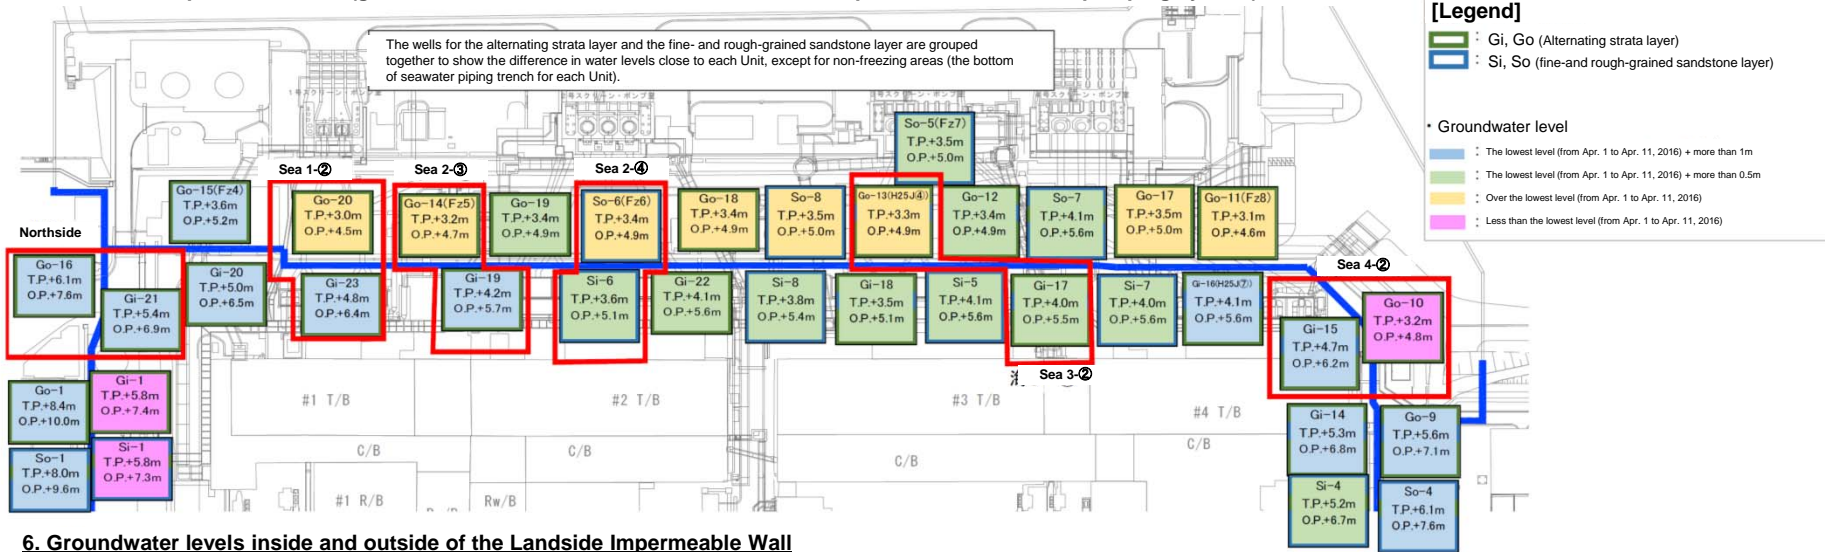 [Legend]
: Gi, Go (Alternating strata layer)
: Si, So (fine-and rough-grained sandstone layer)
・ Groundwater level
: The lowest level (from Apr. 1 to Apr. 11, 2016) + more than 1m
: The lowest level (from Apr. 1 to Apr. 11, 2016) + more than 0.5m
: Over the lowest level (from Apr. 1 to Apr. 11, 2016)
: Less than the lowest level (from Apr. 1 to Apr. 11, 2016)
The wells for the alternating strata layer and the fine- and rough-grained sandstone layer are grouped
together to show the difference in water levels close to each Unit, except for non-freezing areas (the bottom
of seawater piping trench for each Unit).
So-5(Fz7)
T.P.+3.5m
O.P.+5.0m
Sea 1-②
Sea 2-③
Sea 2-④
Go-15(Fz4)
T.P.+3.6m
O.P.+5.2m
Go-20
T.P.+3.0m
O.P.+4.5m
Go-14(Fz5)
T.P.+3.2m
O.P.+4.7m
Go-19
T.P.+3.4m
O.P.+4.9m
So-6(Fz6)
T.P.+3.4m
O.P.+4.9m
Go-18
T.P.+3.4m
O.P.+4.9m
So-8
T.P.+3.5m
O.P.+5.0m
Go-13(H25J④)
T.P.+3.3m
O.P.+4.9m
Go-12
T.P.+3.4m
O.P.+4.9m
So-7
T.P.+4.1m
O.P.+5.6m
Go-17
T.P.+3.5m
O.P.+5.0m
Go-11(Fz8)
T.P.+3.1m
O.P.+4.6m
Northside
Go-16
T.P.+6.1m
O.P.+7.6m
Gi-21
T.P.+5.4m
O.P.+6.9m
Gi-20
T.P.+5.0m
O.P.+6.5m
Gi-23
T.P.+4.8m
O.P.+6.4m
Gi-19
T.P.+4.2m
O.P.+5.7m
Si-6
T.P.+3.6m
O.P.+5.1m
Gi-22
T.P.+4.1m
O.P.+5.6m
Si-8
T.P.+3.8m
O.P.+5.4m
Gi-18
T.P.+3.5m
O.P.+5.1m
Si-5
T.P.+4.1m
O.P.+5.6m
Gi-17
T.P.+4.0m
O.P.+5.5m
Si-7
T.P.+4.0m
O.P.+5.6m
Gi-16(H25J⑦)
T.P.+4.1m
O.P.+5.6m
Sea 4-②
Gi-15
T.P.+4.7m
O.P.+6.2m
Go-10
T.P.+3.2m
O.P.+4.8m
Sea 3-②
Go-1
T.P.+8.4m
O.P.+10.0m
Gi-1
T.P.+5.8m
O.P.+7.4m
So-1
T.P.+8.0m
O.P.+9.6m
Si-1
T.P.+5.8m
O.P.+7.3m
#1 T/B
#2 T/B
#3 T/B
#4 T/B
C/B
C/B
C/B
C/B
#1 R/B
Rw/B
Gi-14
T.P.+5.3m
O.P.+6.8m
Go-9
T.P.+5.6m
O.P.+7.1m
Si-4
T.P.+5.2m
O.P.+6.7m
So-4
T.P.+6.1m
O.P.+7.6m
6. Groundwater levels inside and outside of the Landside Impermeable Wall